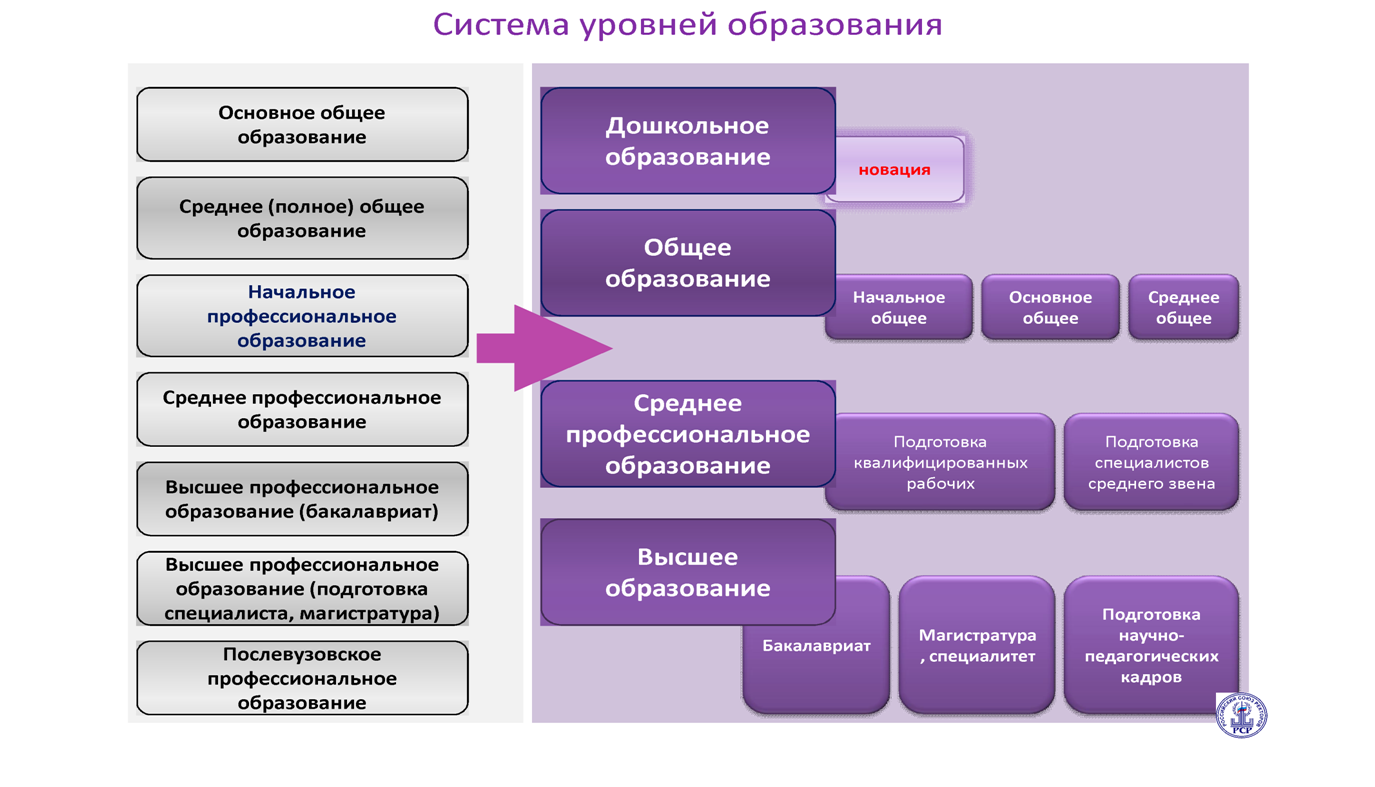 Система уровней образования
Основное общее
образование
Среднее (полное) общее
образование
Начальное
профессиональное
образование
Среднее профессиональное
образование
Высшее профессиональное
образование (бакалавриат)
Высшее профессиональное
образование (подготовка
специалиста, магистратура)
Послевузовское
профессиональное
образование
Дошкольное
образование
новация
Общее
образование
Начальное
общее
Основное
общее
Среднее
общее
Среднее
профессиональное
образование
Подготовка
квалифицированных
рабочих
Подготовка
специалистов
среднего звена
Высшее
образование
Бакалавриат
Магистратура
, специалитет
Подготовка
научно-
педагогических
кадров
РОССИЙСКИЙ СОЮЗ РЕКТОРОВ
РСР